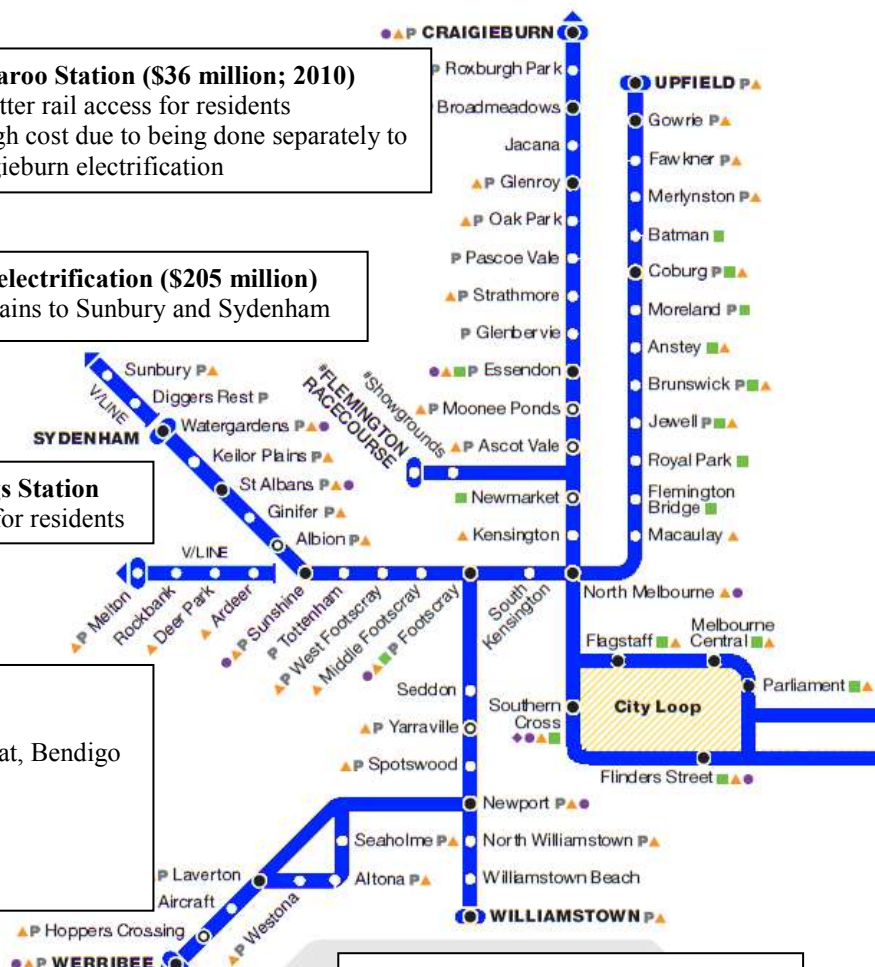 CRAIGIEBURN
P Roxburgh Park
Broadmeadows
Jacana
P Glenroy
P Oak Park
P Pascoe Vale
P Strathmore
P Glenbervie
P Essendon
P Moonee Ponds
P Ascot Vale
Newmarket
Kensington
UPFIELD P
Gowrie P
Fawkner P
Merlynston P
Batman
Coburg P
Moreland P
Anstey
Brunswick P
Jewell P
Royal Park
Flemington
Bridge
Macaulay
aroo Station ($36 million; 2010)
tter rail access for residents
gh cost due to being done separately to
gieburn electrification
electrification ($205 million)
ains to Sunbury and Sydenham
Sunbury P
V/LINE
Diggers Rest P
SYDENHAM
Watergardens P
Keilor Plains P
St Albans P
Ginifer P
Albion P
#FLEMINGTON
RACECOURSE
#Showgrounds
gs Station
for residents
V/LINE
P Melton
Rockbank
Deer Park
Ardeer
P Sunshine
P Tottenham
P West Footscray
Middle Footscray
P Footscray
South
Kensington
North Melbourne
Flagstaff
Melbourne
Central
Parliament
City Loop
Southern
Cross
Flinders Street
at, Bendigo
Seddon
P Yarraville
P Spotswood
Newport P
Seaholme P
North Williamstown P
P Laverton
Altona P
Williamstown Beach
Aircraft
P Westona
WILLIAMSTOWN P
P Hoppers Crossing
P WERRIBEE